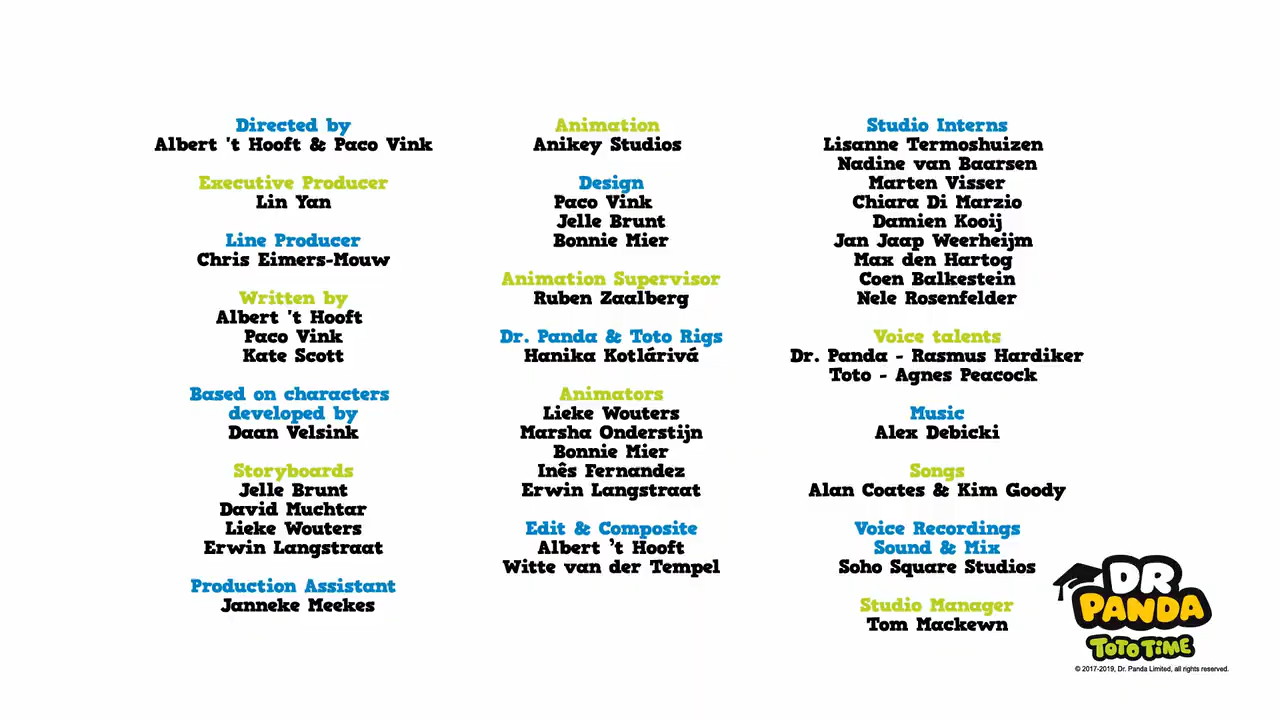 Directed by
Albert 't Hooft & Paco Vink
Executive Producer
Lin Yan
Line Producer
Chris Eimers-Mouw
Written by
Albert 't Hooft
Paco Vink
Kate Scott
Based on characters
developed by
Daan Velsink
Storyboards
Jelle Brunt
David Muchtar
Lieke Wouters
Erwin Langstraat
Production Assistant
Janneke Meekes
Animation
Anikey Studios
Design
Paco Vink
Jelle Brunt
Bonnie Mier
Animation Supervisor
Ruben Zaalberg
Dr. Panda & Toto Rigs
Hanika Kotlárivá
Animators
Lieke Wouters
Marsha Onderstijn
Bonnie Mier
Inês Fernandez
Erwin Langstraat
Edit & Composite
Albert ’t Hooft
Witte van der Tempel
Studio Interns
Lisanne Termoshuizen
Nadine van Baarsen
Marten Visser
Chiara Di Marzio
Damien Kooij
Jan Jaap Weerheijm
Max den Hartog
Coen Balkestein
Nele Rosenfelder
Voice talents
Dr. Panda - Rasmus Hardiker
Toto - Agnes Peacock
Music
Alex Debicki
Songs
Alan Coates & Kim Goody
Voice Recordings
Sound & Mix
Soho Square Studios
Studio Manager
Tom Mackewn
DR
PANDA
TOTO TIME
© 2017-2019, Dr. Panda Limited, all rights reserved.